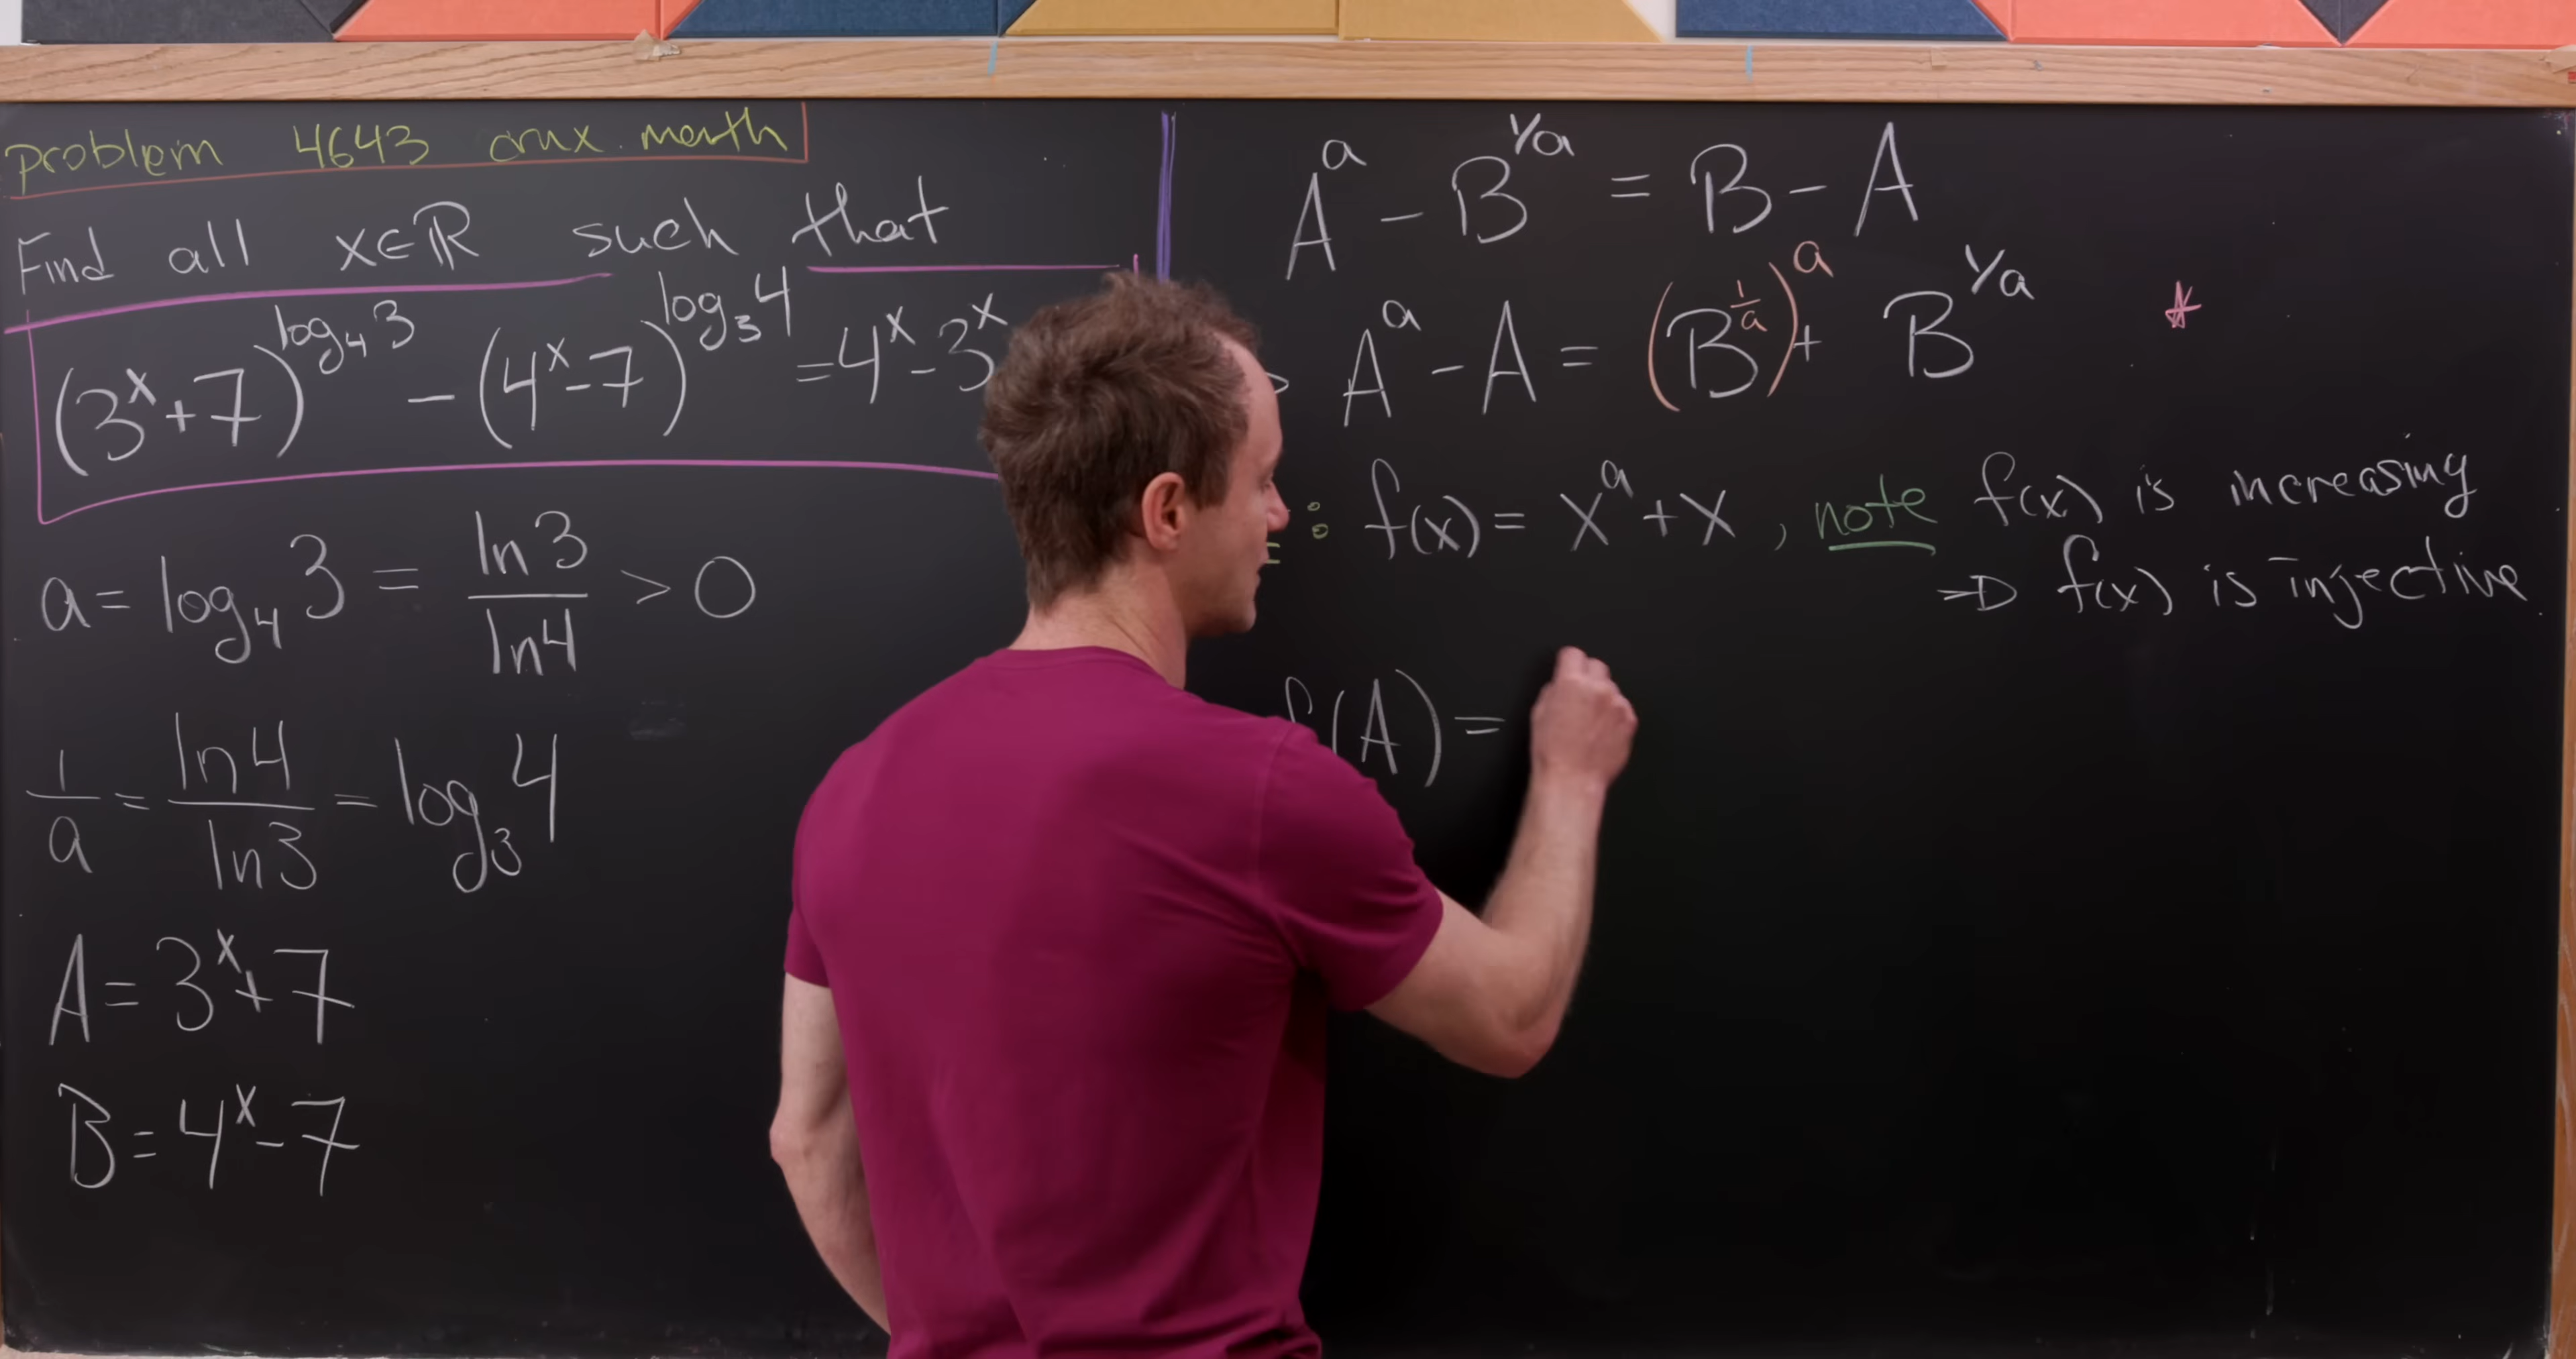 problem 4643 crux math
Find all x∈ℝ such that
(3^x+7)^{log_4 3} - (4^x-7)^{log_3 4} = 4^x-3^x
a = log_4 3 = ln3/ln4 > 0
1/a = ln4/ln3 = log_3 4
A = 3^x+7
B = 4^x-7
A^a - B^{1/a} = B - A
A^a - A = (B^{1/a})^a + B^{1/a} *
: f(x) = x^a + x, note f(x) is increasing
⇒ f(x) is injective
f(A) =